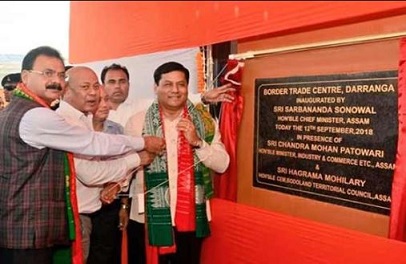 BORDER TRADE CENTRE, DARRANGA
INAUGURATED BY
SRI SARBANANDA SONOWAL
HON'BLE CHIEF MINISTER, ASSAM
TODAY THE 12TH SEPTEMBER, 2018
IN PRESENCE OF
SRI CHANDRA MOHAN PATOWARI
HON'BLE MINISTER, INDUSTRY & COMMERCE ETC., ASSAM
&
SRI HAGRAMA MOHILARY
HON'BLE CEM, BODOLAND TERRITORIAL COUNCIL, ASSAM